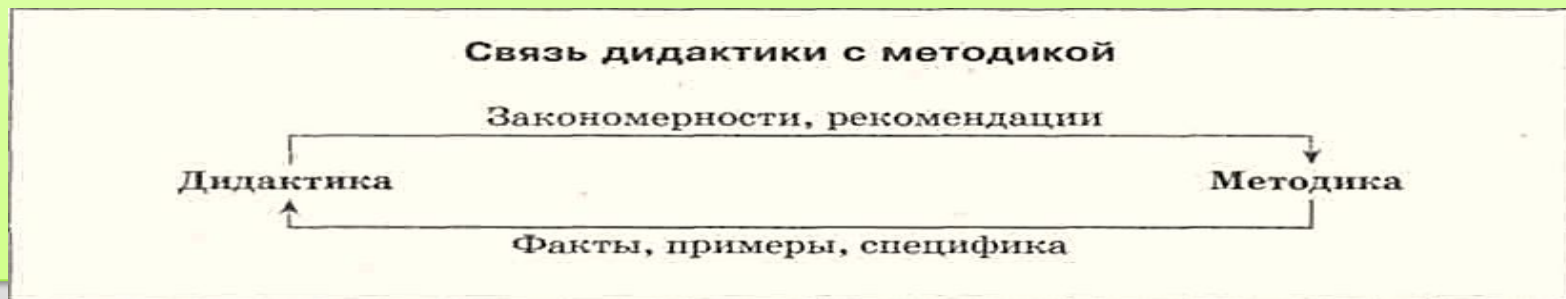 Связь дидактики с методикой
Закономерности, рекомендации
Дидактика Методика
Факты, примеры, специфика